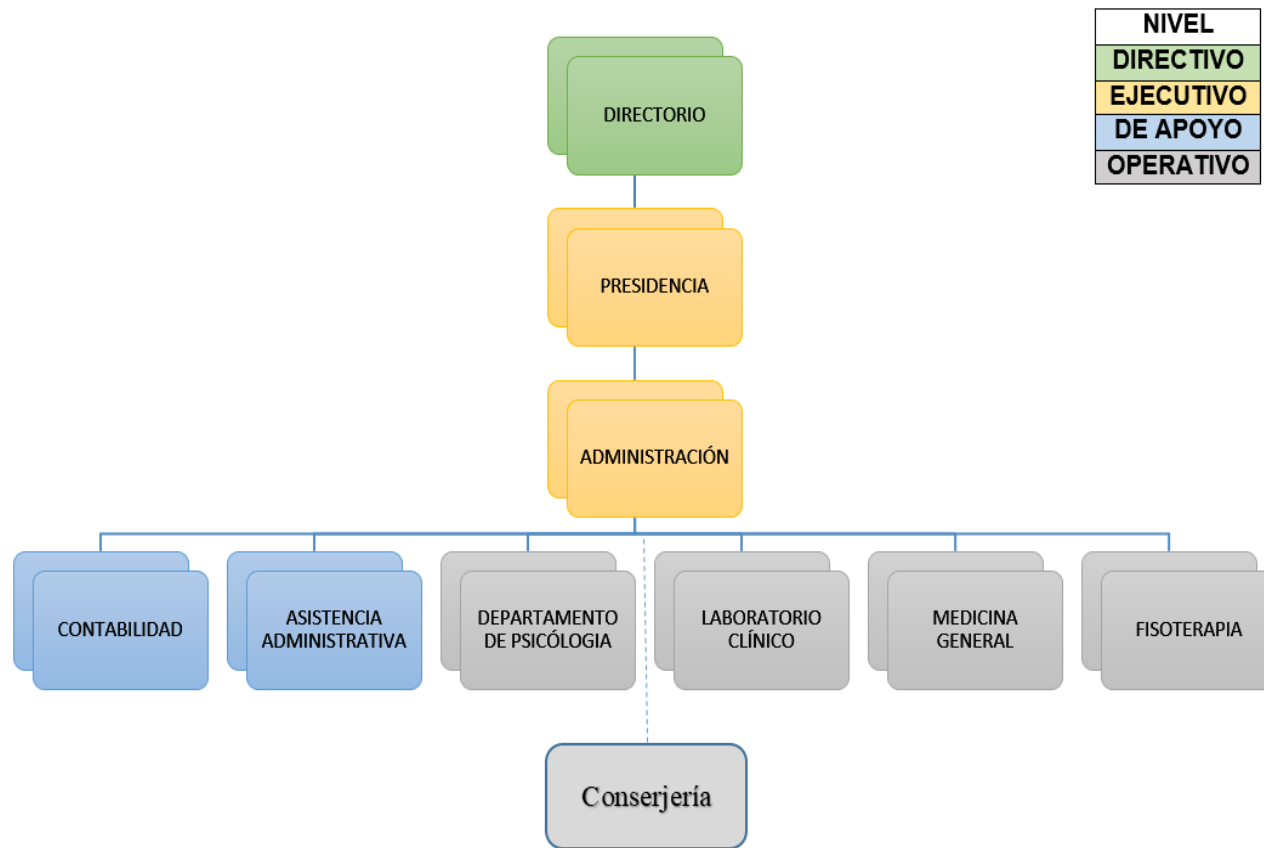 NIVEL
DIRECTIVO
EJECUTIVO
DE APOYO
OPERATIVO
DIRECTORIO
PRESIDENCIA
ADMINISTRACIÓN
CONTABILIDAD
ASISTENCIA
ADMINISTRATIVA
DEPARTAMENTO
DE PSICÓLOGIA
LABORATORIO
CLÍNICO
MEDICINA
GENERAL
FISOTERAPIA
Conserjería